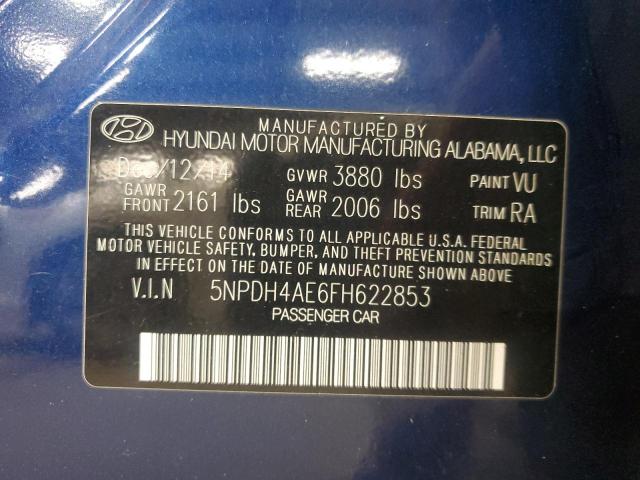 MANUFACTURED BY
HYUNDAI MOTOR MANUFACTURING ALABAMA, LLC
Dec/12/14 GVWR 3880 lbs PAINT VU
GAWR FRONT 2161 lbs GAWR REAR 2006 lbs TRIM RA
THIS VEHICLE CONFORMS TO ALL APPLICABLE U.S.A. FEDERAL
MOTOR VEHICLE SAFETY, BUMPER, AND THEFT PREVENTION STANDARDS
IN EFFECT ON THE DATE OF MANUFACTURE SHOWN ABOVE
V.I.N 5NPDH4AE6FH622853
PASSENGER CAR